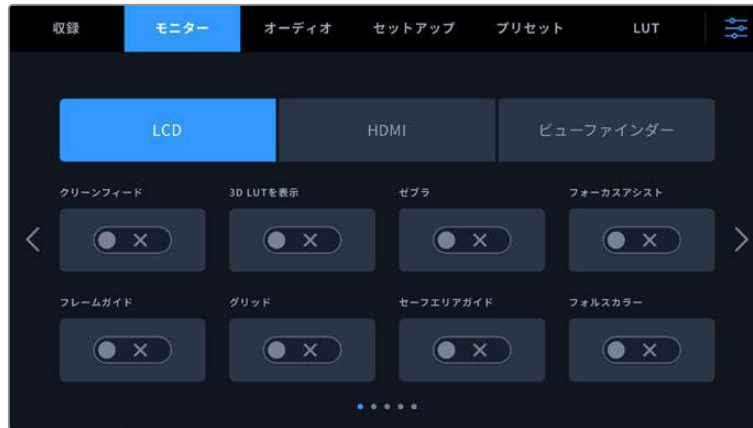 収録 モニター オーディオ セットアップ プリセット LUT
LCD HDMI ビューファインダー
クリーンフィード 3D LUTを表示 ゼブラ フォーカスアシスト
フレームガイド グリッド セーフエリアガイド フォルスカラー